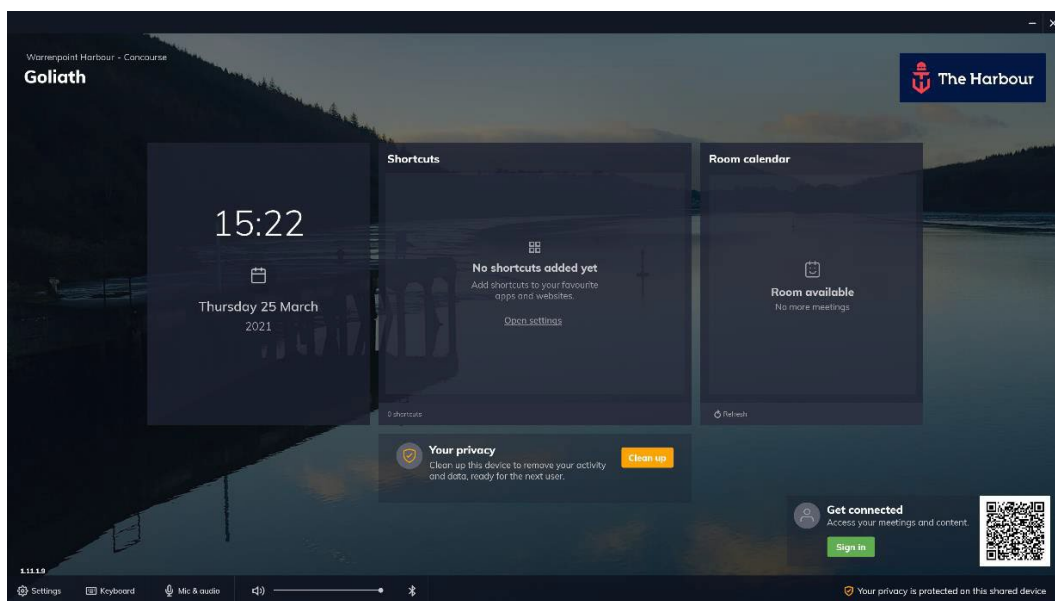 Warrenpoint Harbour - Concourse
Goliath
The Harbour
15:22
Thursday 25 March
2021
Shortcuts
No shortcuts added yet
Add shortcuts to your favourite
apps and websites.
Open settings
0 shortcuts
Room calendar
Room available
No more meetings
Refresh
Your privacy
Clean up this device to remove your activity
and data, ready for the next user.
Clean up
Get connected
Access your meetings and content.
Sign in
1.11.1.9
Settings
Keyboard
Mic & audio
Your privacy is protected on this shared device